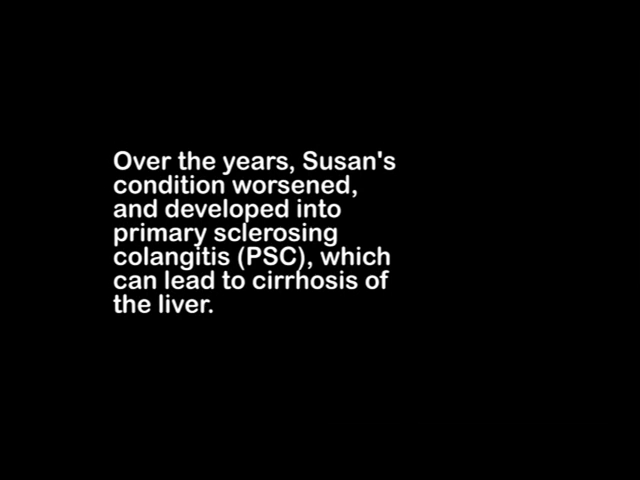 Over the years, Susan's
condition worsened,
and developed into
primary sclerosing
colangitis (PSC), which
can lead to cirrhosis of
the liver.